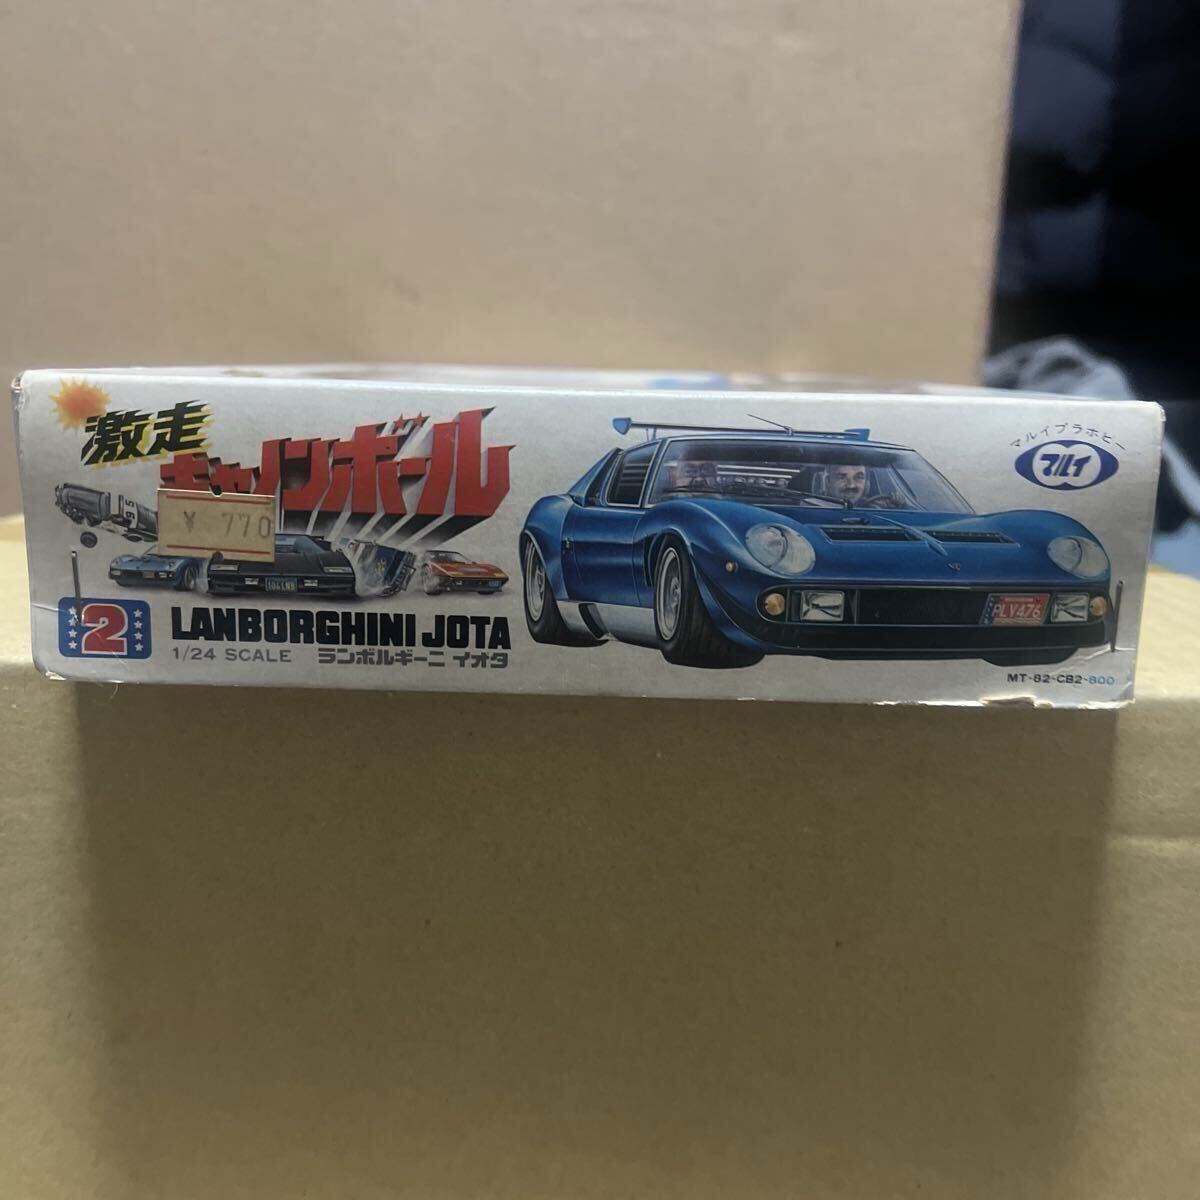 激走
キャノンボール
¥ 770
95
2
LANBORGHINI JOTA
1/24 SCALE ランボルギーニ イオタ
マルイプラホビー
マルイ
PLY476
MT-82-CB2-800